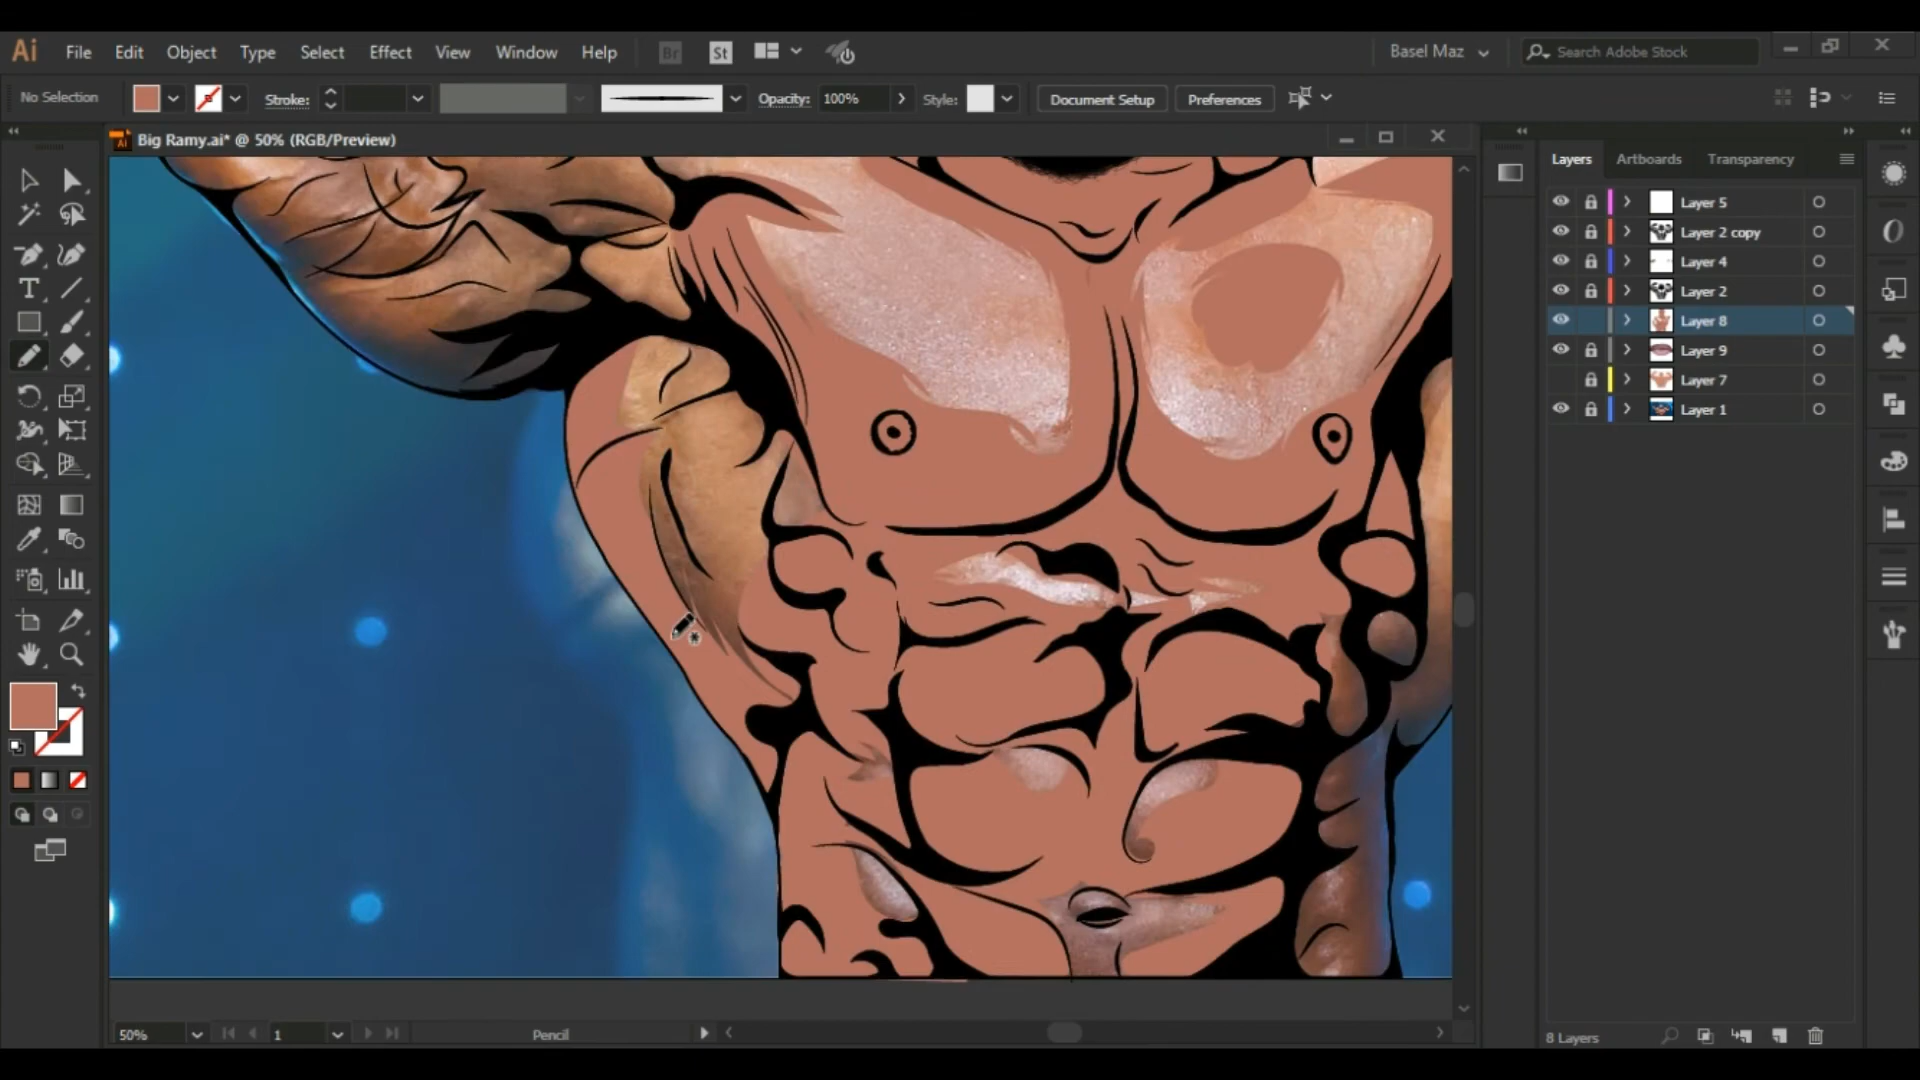 Ai File Edit Object Type Select Effect View Window Help Br St Basel Maz Search Adobe Stock
No Selection Stroke: Opacity: 100% Style: Document Setup Preferences
Big Ramy.ai* @ 50% (RGB/Preview)
Layers Artboards Transparency
Layer 5
Layer 2 copy
Layer 4
Layer 2
Layer 8
Layer 9
Layer 7
Layer 1
50% 1 Pencil
8 Layers